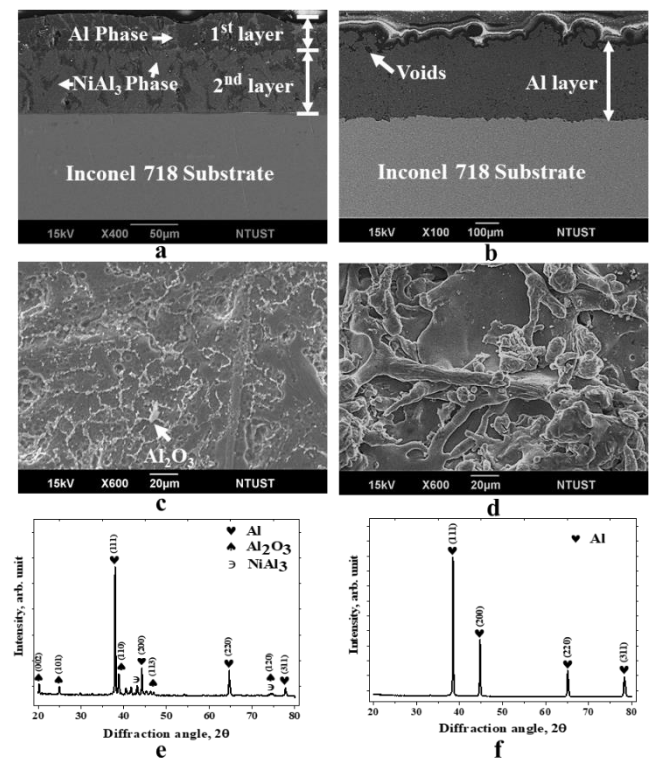 Al Phase
1st layer
NiAl3 Phase
2nd layer
Inconel 718 Substrate
15kV X400 50µm NTUST
a
Voids
Al layer
Inconel 718 Substrate
15kV X100 100µm NTUST
b
Al2O3
15kV X600 20µm NTUST
c
15kV X600 20µm NTUST
d
Intensity, arb. unit
(002)
(101)
(111)
(110)
(200)
(113)
(220)
(120)
(311)
Al
Al2O3
NiAl3
20 30 40 50 60 70 80
Diffraction angle, 2θ
e
Intensity, arb. unit
(111)
(200)
(220)
(311)
Al
20 30 40 50 60 70 80
Diffraction angle, 2θ
f